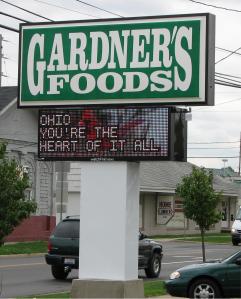 GARDNER'S
FOODS
OHIO
YOU'RE THE
HEART OF IT ALL